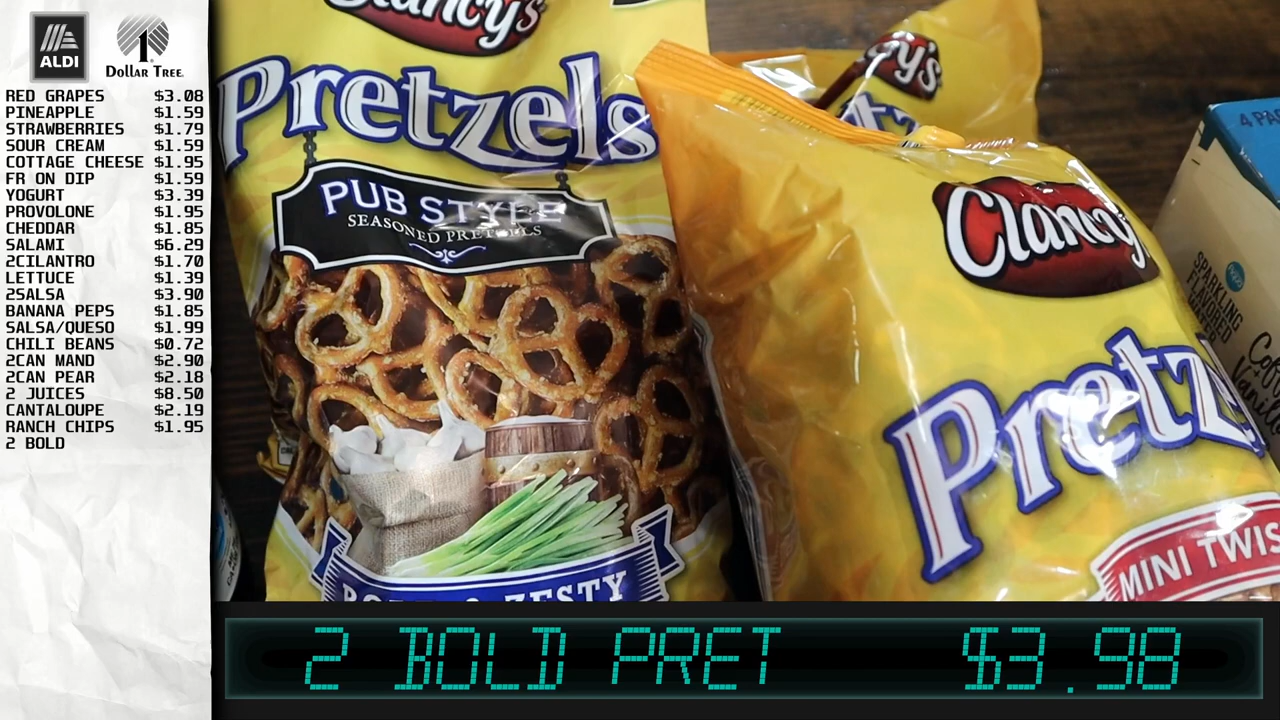 ALDI
1
DOLLAR TREE
RED GRAPES $3.08
PINEAPPLE $1.59
STRAWBERRIES $1.79
SOUR CREAM $1.59
COTTAGE CHEESE $1.95
FR ON DIP $1.59
YOGURT $3.39
PROVOLONE $1.95
CHEDDAR $1.85
SALAMI $6.29
2CILANTRO $1.70
LETTUCE $1.39
2SALSA $3.90
BANANA PEPS $1.85
SALSA/QUESO $1.99
CHILI BEANS $0.72
2CAN MAND $2.90
2CAN PEAR $2.18
2 JUICES $8.50
CANTALOUPE $2.19
RANCH CHIPS $1.95
2 BOLD
Clancy's
Pretzels
PUB STYLE
SEASONED PRETZELS
ZESTY
Clancy's
Pretze
MINI TWIS
4 PA
SPARKLING
FLAVORED
WATER
2 BOLD PRET $3.98